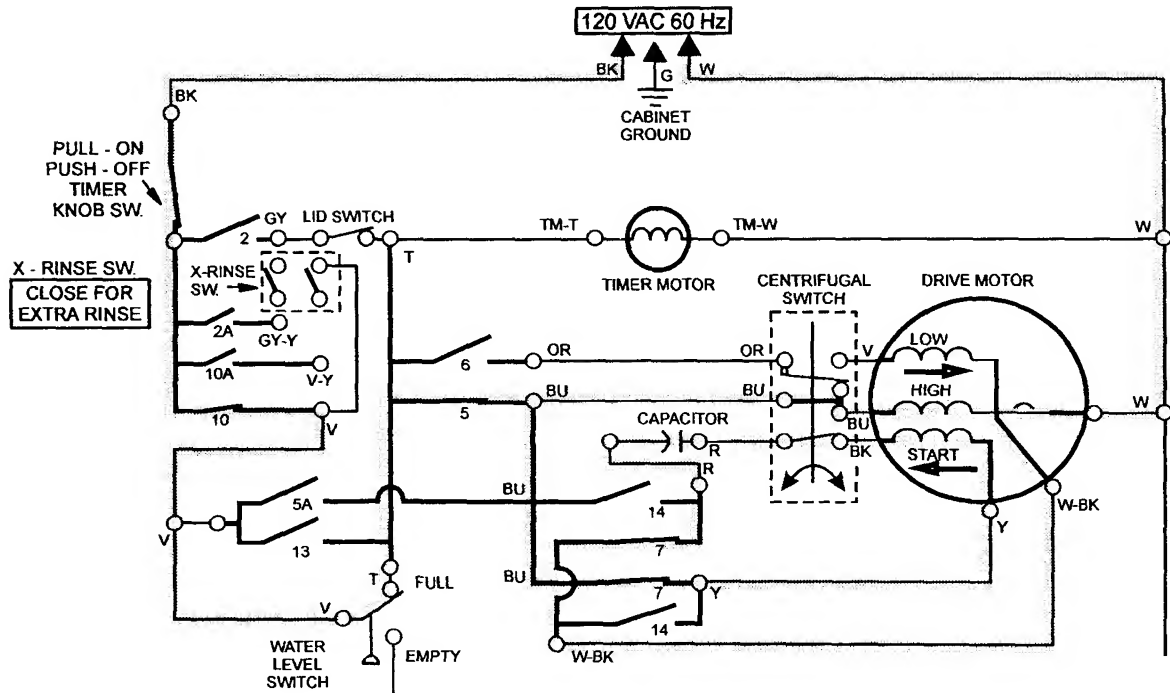 120 VAC 60 Hz
BK
G
W
CABINET
GROUND
BK
PULL - ON
PUSH - OFF
TIMER
KNOB SW.
GY
LID SWITCH
2
T
TM-T
TM-W
TIMER MOTOR
W
X - RINSE SW.
CLOSE FOR
EXTRA RINSE
X-RINSE
SW.
2A
GY-Y
10A
V-Y
10
V
CENTRIFUGAL
SWITCH
DRIVE MOTOR
6
OR
OR
V
LOW
5
BU
BU
BU
HIGH
W
CAPACITOR
R
R
BK
START
5A
BU
14
W-BK
Y
V
13
7
T
FULL
BU
7
Y
V
14
WATER
LEVEL
SWITCH
EMPTY
W-BK